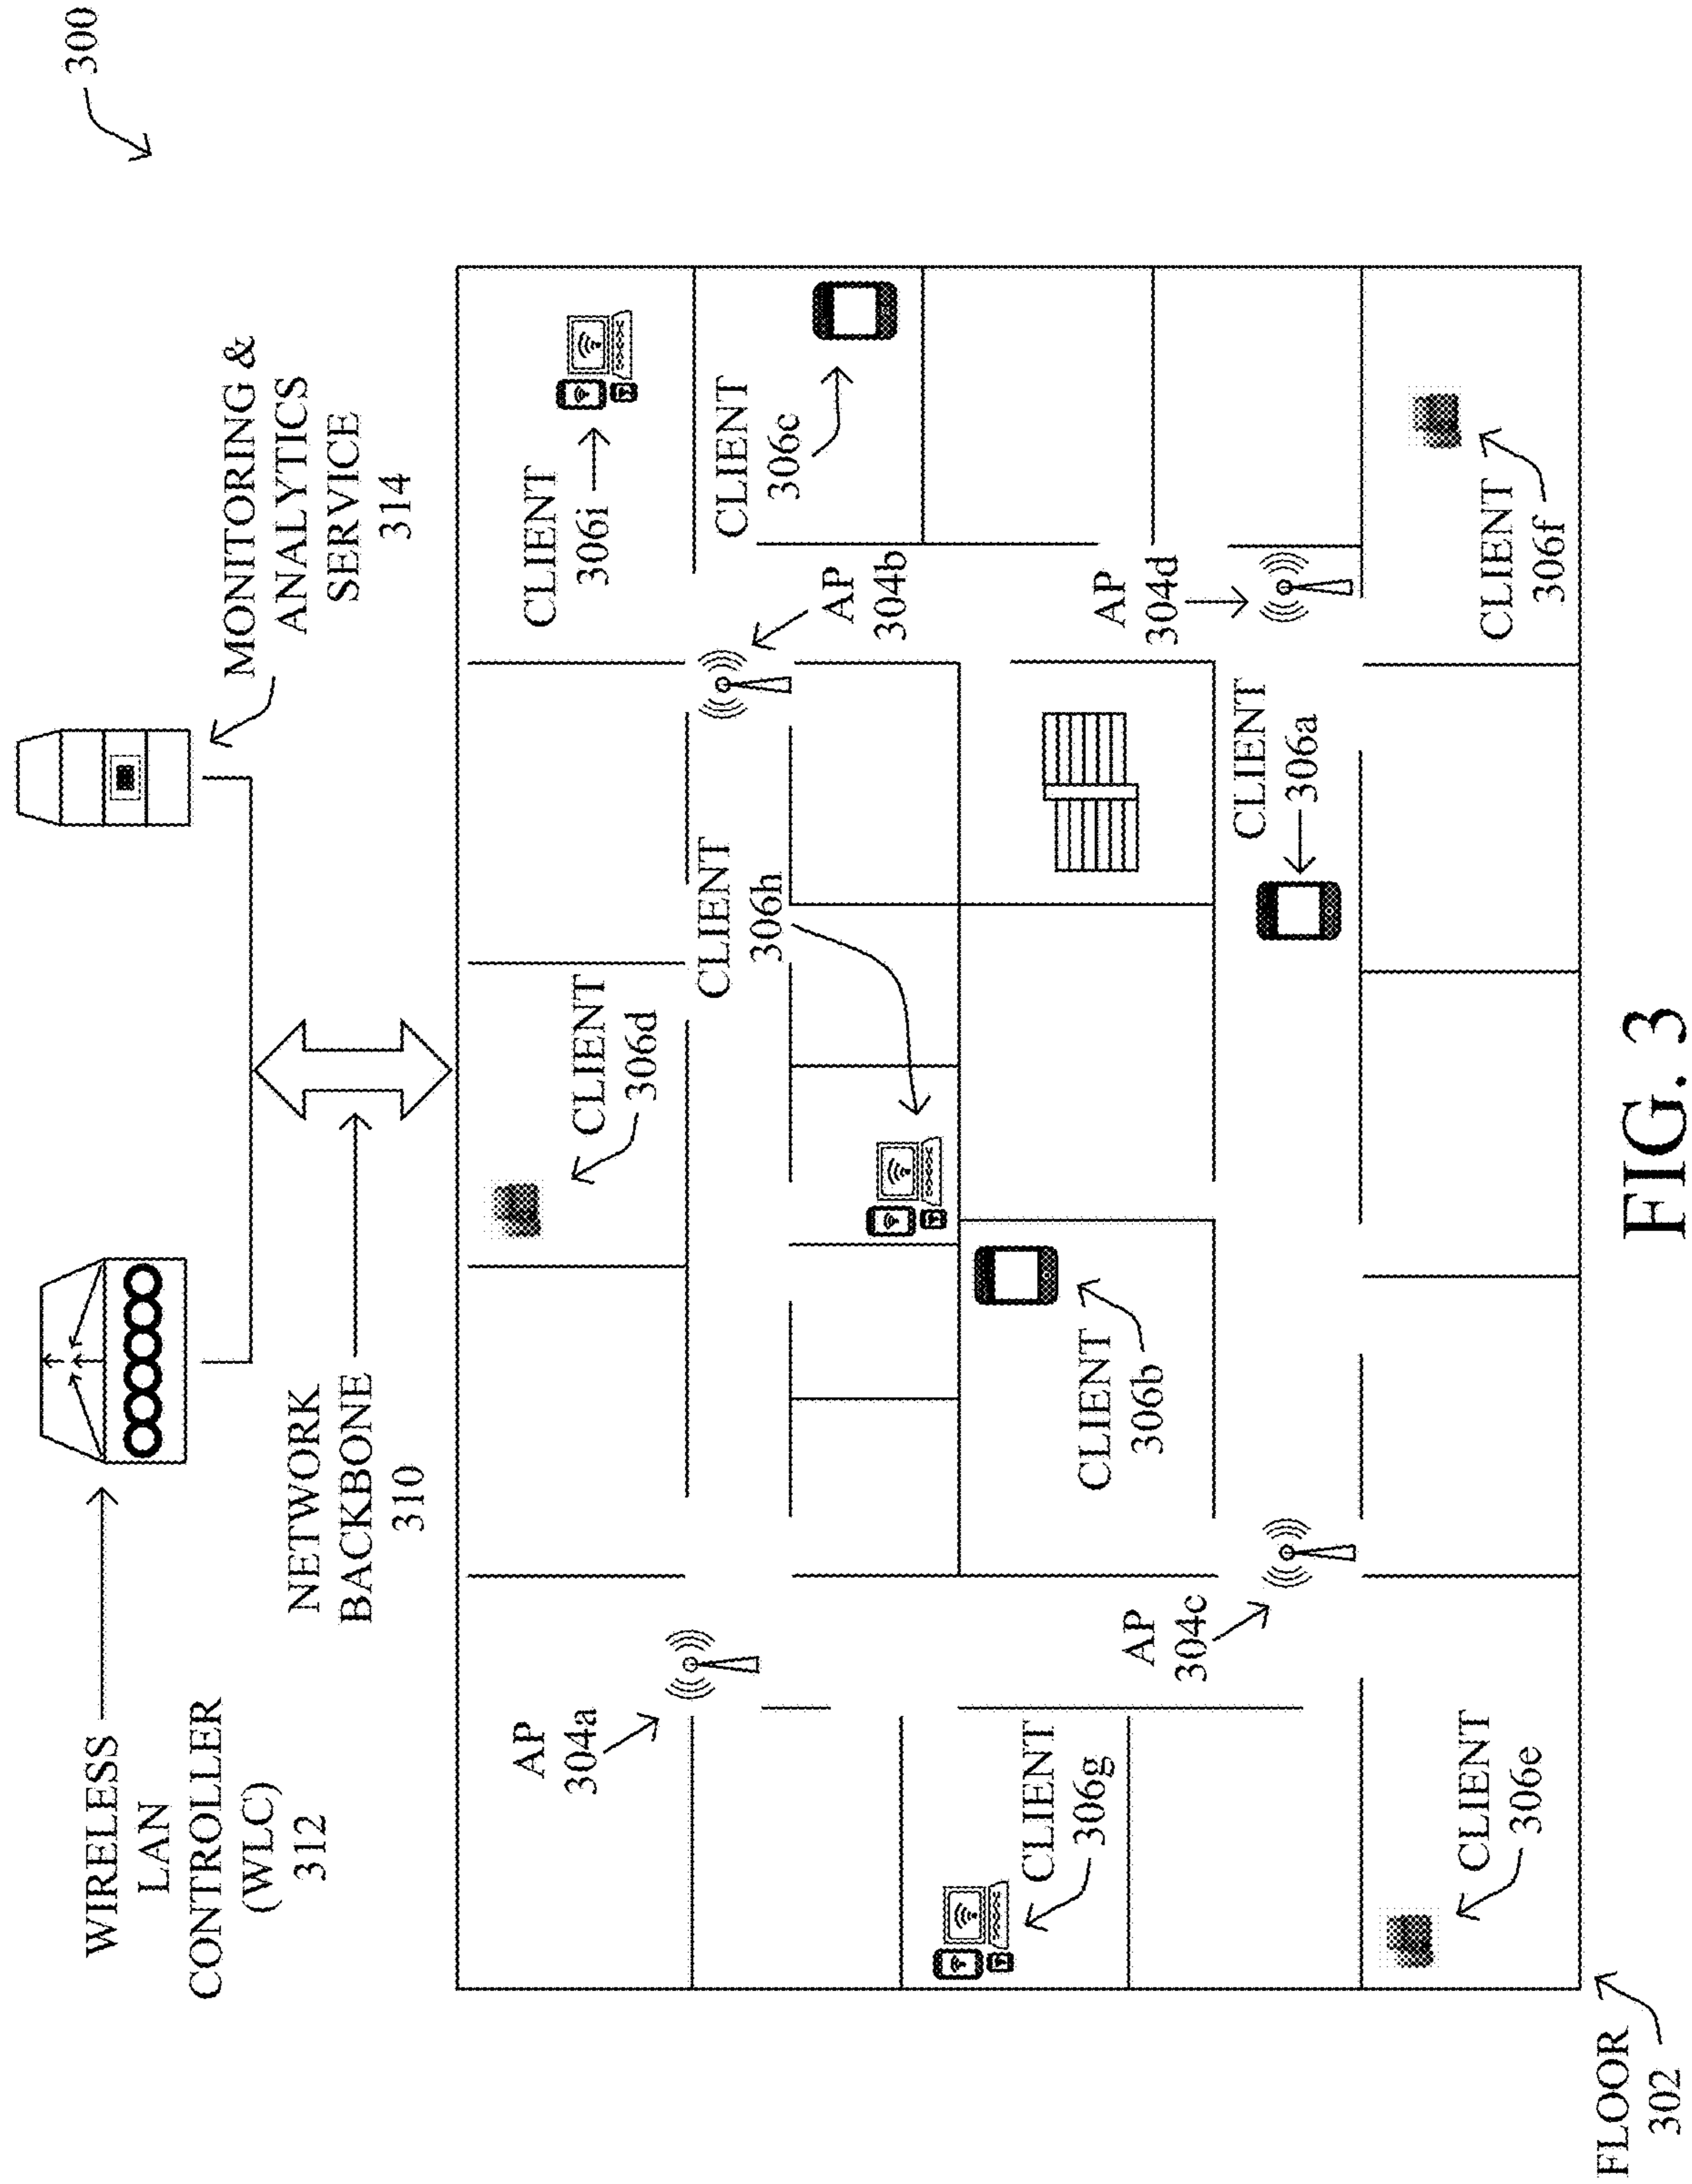 300
WIRELESS
LAN
CONTROLLER
(WLC)
312
MONITORING &
ANALYTICS
SERVICE
314
NETWORK
BACKBONE
310
AP
304a
CLIENT
306d
CLIENT
306i
CLIENT
306h
CLIENT
306c
AP
304b
CLIENT
306g
CLIENT
306b
AP
304c
AP
304d
CLIENT
306a
CLIENT
306e
CLIENT
306f
FLOOR
302
FIG. 3